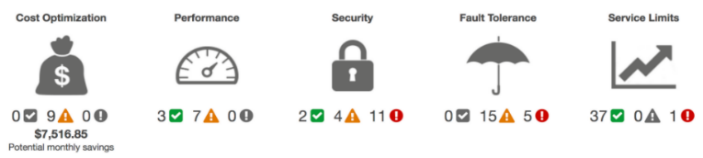 Cost Optimization Performance Security Fault Tolerance Service Limits
$
0 9 0 3 7 0 2 4 11 0 15 5 37 0 1
$7,516.85
Potential monthly savings